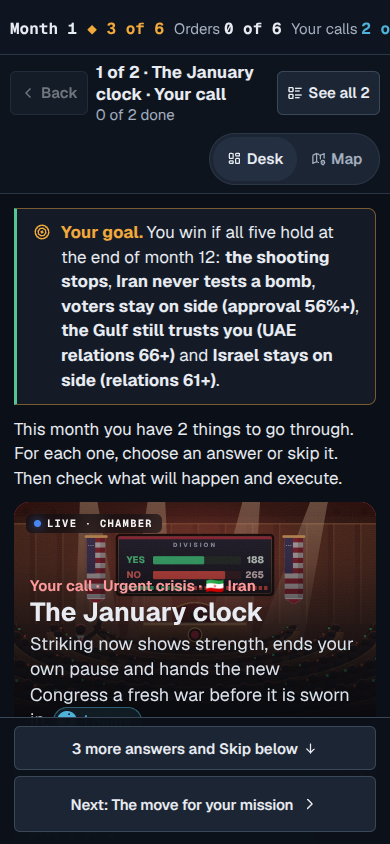 Month 1 ◆ 3 of 6 Orders 0 of 6 Your calls 2 o
Back
1 of 2 · The January
clock · Your call
0 of 2 done
See all 2
Desk
Map
Your goal. You win if all five hold at
the end of month 12: the shooting
stops, Iran never tests a bomb,
voters stay on side (approval 56%+),
the Gulf still trusts you (UAE
relations 66+) and Israel stays on
side (relations 61+).
This month you have 2 things to go through.
For each one, choose an answer or skip it.
Then check what will happen and execute.
LIVE · CHAMBER
DIVISION
YES 188
NO 265
Your call · Urgent crisis · Iran
The January clock
Striking now shows strength, ends your
own pause and hands the new
Congress a fresh war before it is sworn
in
3 more answers and Skip below ↓
Next: The move for your mission